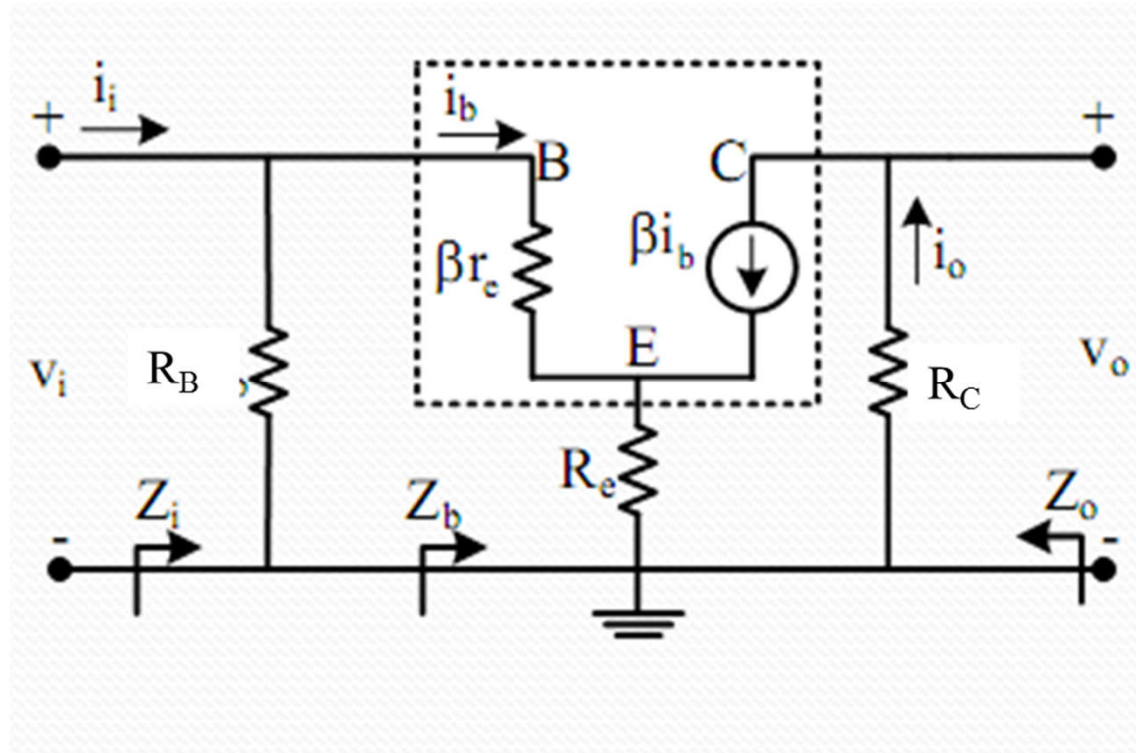 i_i
i_b
+
+
B
C
βr_e
βi_b
i_o
E
v_i
R_B
R_C
v_o
R_e
Z_i
Z_b
Z_o
-
-